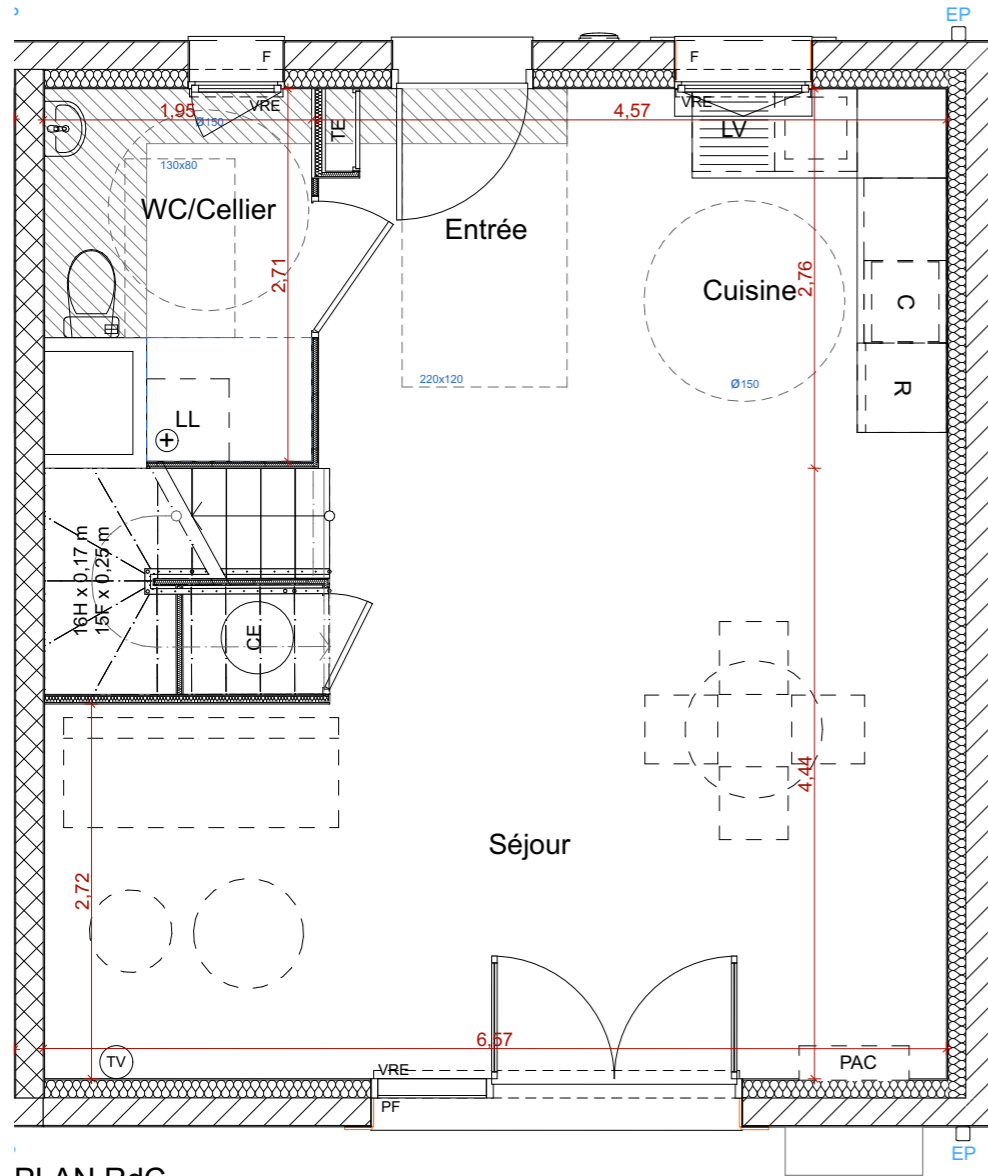 EP
F
F
VRE
VRE
1,95
4,57
Ø150
TE
LV
130x80
WC/Cellier
Entrée
2,71
2,76
Cuisine
C
220x120
Ø150
R
LL
16H x 0,17 m
15F x 0,25 m
CE
4,44
Séjour
2,72
6,57
TV
VRE
PAC
PF
EP
PLAN RdC